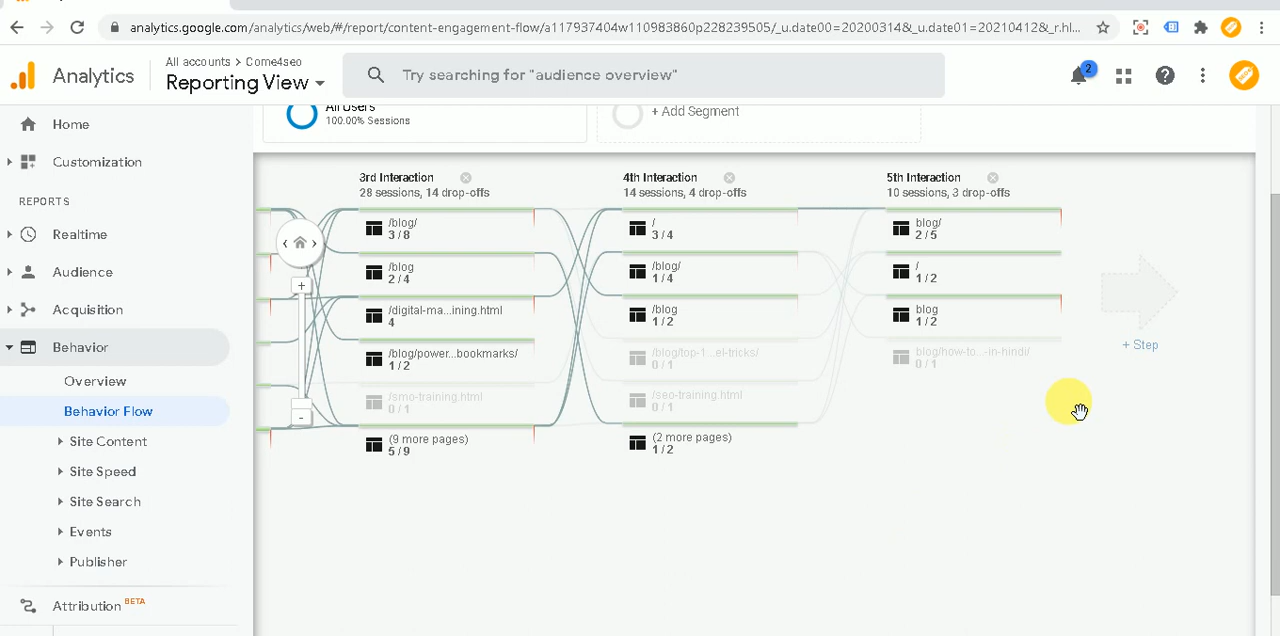 analytics.google.com/analytics/web/#/report/content-engagement-flow/a117937404w110983860p228239505/_u.date00=20200314&_u.date01=20210412&_r.hl...
Analytics
All accounts > Come4seo
Reporting View
Try searching for "audience overview"
2
All Users
100.00% Sessions
+ Add Segment
Home
Customization
REPORTS
Realtime
Audience
Acquisition
Behavior
Overview
Behavior Flow
Site Content
Site Speed
Site Search
Events
Publisher
Attribution BETA
3rd Interaction
28 sessions, 14 drop-offs
/blog/
3 / 8
/blog
2 / 4
/digital-ma...ining.html
4
/blog/power...bookmarks/
1 / 2
/smo-training.html
0 / 1
(9 more pages)
5 / 9
4th Interaction
14 sessions, 4 drop-offs
/
3 / 4
/blog/
1 / 4
/blog
1 / 2
/blog/top-1...el-tricks/
0 / 1
/seo-training.html
0 / 1
(2 more pages)
1 / 2
5th Interaction
10 sessions, 3 drop-offs
blog/
2 / 5
/
1 / 2
blog
1 / 2
blog/how-to...-in-hindi/
0 / 1
+ Step
+
-